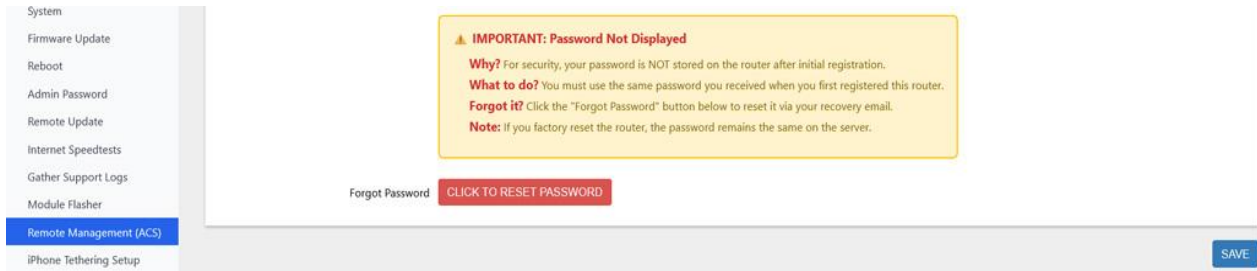 System
Firmware Update
Reboot
Admin Password
Remote Update
Internet Speedtests
Gather Support Logs
Module Flasher
Remote Management (ACS)
iPhone Tethering Setup
IMPORTANT: Password Not Displayed
Why? For security, your password is NOT stored on the router after initial registration.
What to do? You must use the same password you received when you first registered this router.
Forgot it? Click the "Forgot Password" button below to reset it via your recovery email.
Note: If you factory reset the router, the password remains the same on the server.
Forgot Password CLICK TO RESET PASSWORD
SAVE